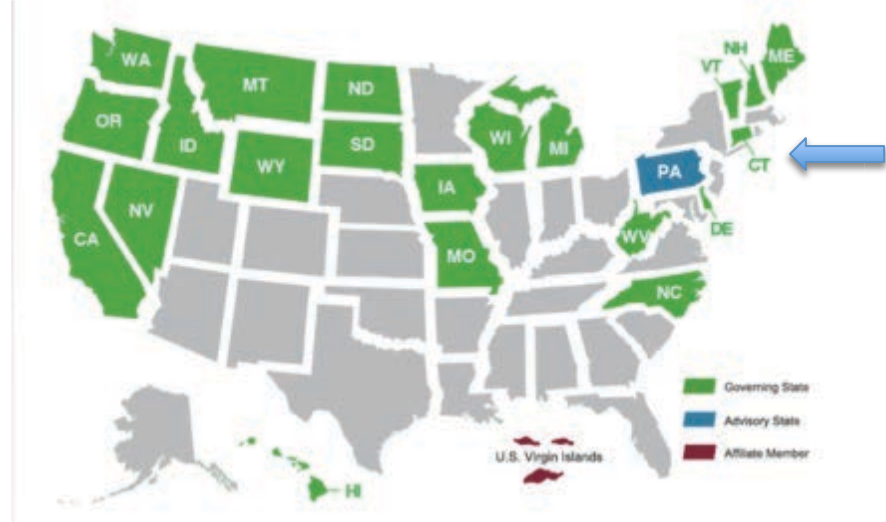 WA
MT
ND
OR
ID
WY
SD
WI
MI
VT
NH
ME
CT
NV
CA
IA
MO
PA
WV
DE
NC
HI
U.S. Virgin Islands
Governing State
Advisory State
Affiliate Member